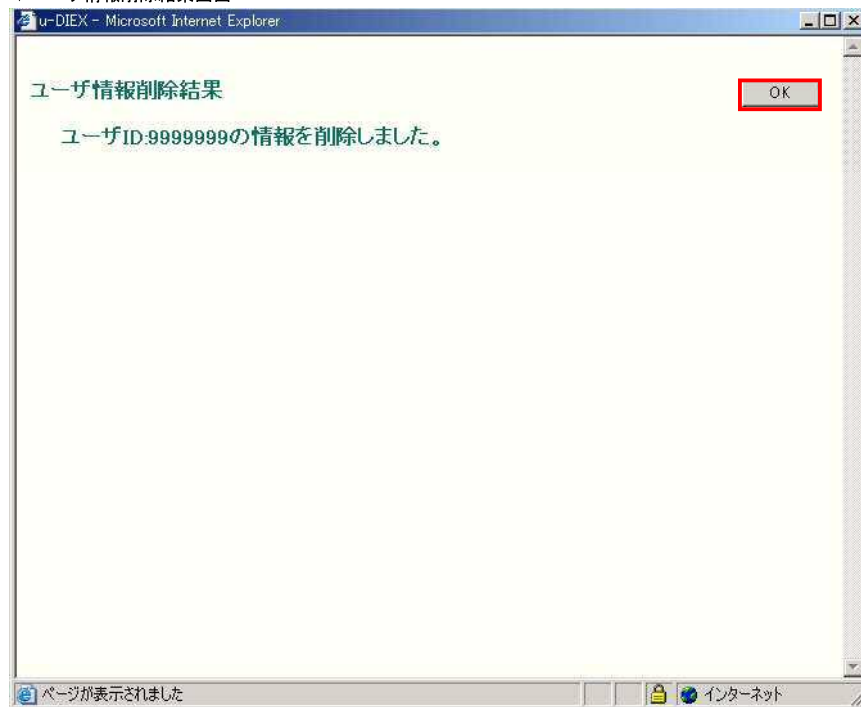 u-DIEX - Microsoft Internet Explorer
ユーザ情報削除結果
OK
ユーザID:9999999の情報を削除しました。
ページが表示されました
インターネット